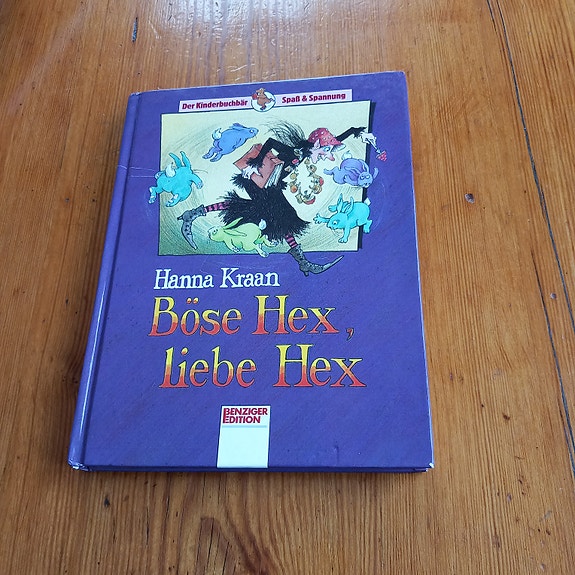 Der Kinderbuchbär Spaß & Spannung
Hanna Kraan
Böse Hex,
liebe Hex
BENZIGER
EDITION